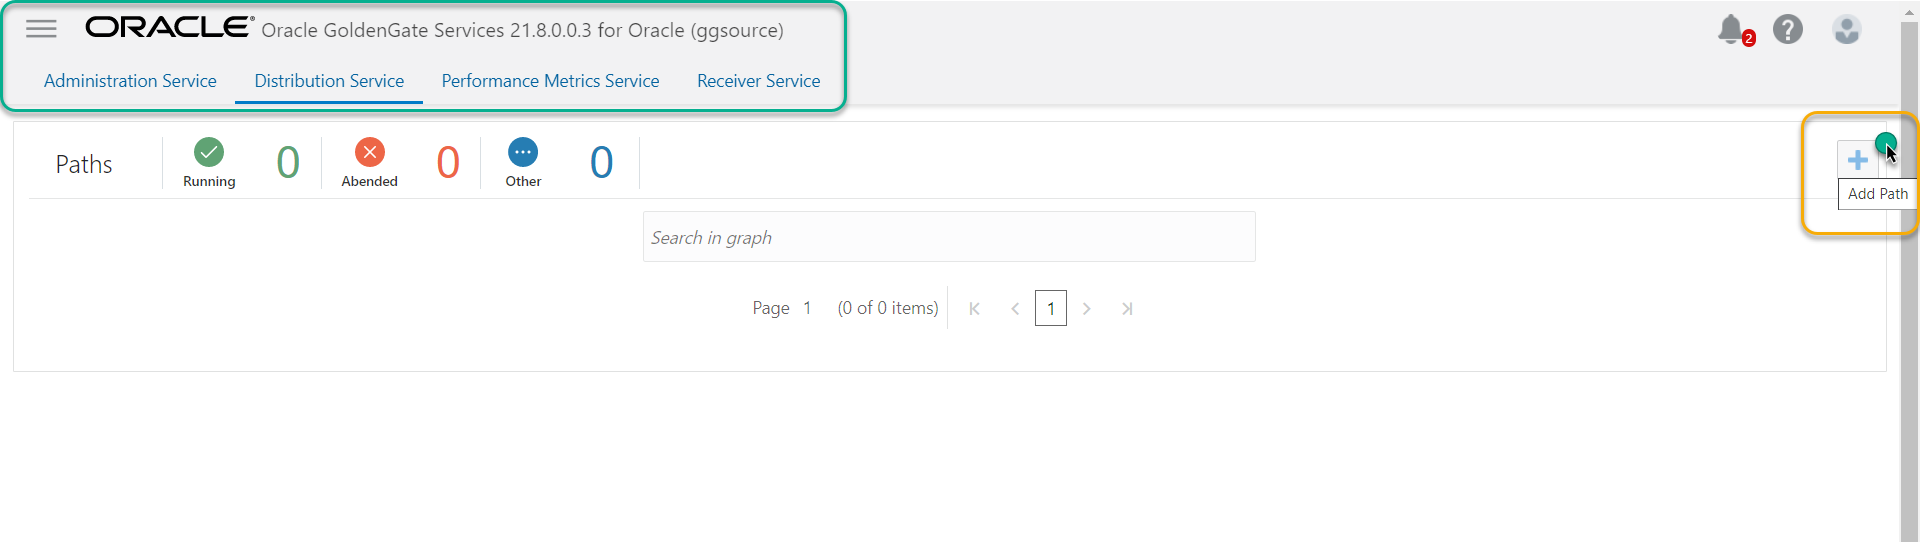 ORACLE® Oracle GoldenGate Services 21.8.0.0.3 for Oracle (ggsource)
2
?
Administration Service Distribution Service Performance Metrics Service Receiver Service
Paths
Running
0
Abended
0
Other
0
Add Path
Search in graph
Page 1 (0 of 0 items) 1